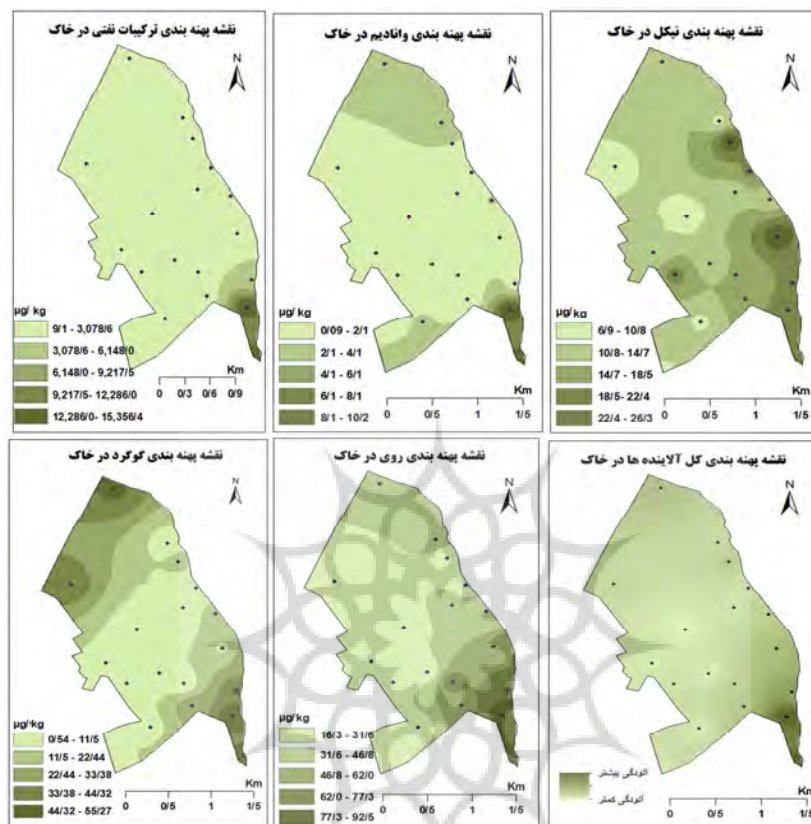 نقشه پهنه بندی ترکیبات نفتی در خاک
N
µg/ kg
9/1 - 3,078/6
3,078/6 - 6,148/0
6,148/0 - 9,217/5
9,217/5- 12,286/0
12,286/0- 15,356/4
Km
0 0/3 0/6 0/9
نقشه پهنه بندی وانادیم در خاک
N
µg/ kg
0/09 - 2/1
2/1 - 4/1
4/1 - 6/1
6/1 - 8/1
8/1 - 10/2
Km
0 0/5 1 1/5
نقشه پهنه بندی نیکل در خاک
N
µg/ kg
6/9 - 10/8
10/8- 14/7
14/7 - 18/5
18/5- 22/4
22/4 - 26/3
Km
0 0/5 1 1/5
نقشه پهنه بندی گوگرد در خاک
N
µg/kg
0/54 - 11/5
11/5 - 22/44
22/44 - 33/38
33/38 - 44/32
44/32 - 55/27
Km
0 0/5 1 1/5
نقشه پهنه بندی روی در خاک
N
µg/ kg
16/3 - 31/6
31/6 - 46/8
46/8 - 62/0
62/0 - 77/3
77/3 - 92/5
Km
0 0/5 1 1/5
نقشه پهنه بندی کل آلاینده ها در خاک
N
آلودگی بیشتر
آلودگی کمتر
Km
0 0/5 1 1/5